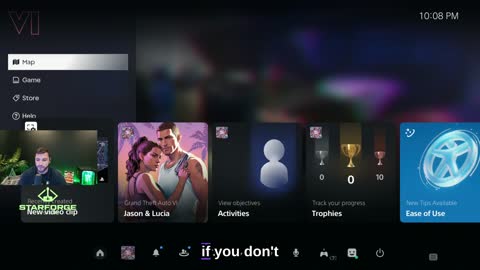 VI
10:08 PM
Map
Game
Store
Help
New video clip
STARFORGE
Grand Theft Auto VI
Jason & Lucia
View objectives
Activities
Track your progress
0
0
10
Trophies
New Tips Available
Ease of Use
if you don't